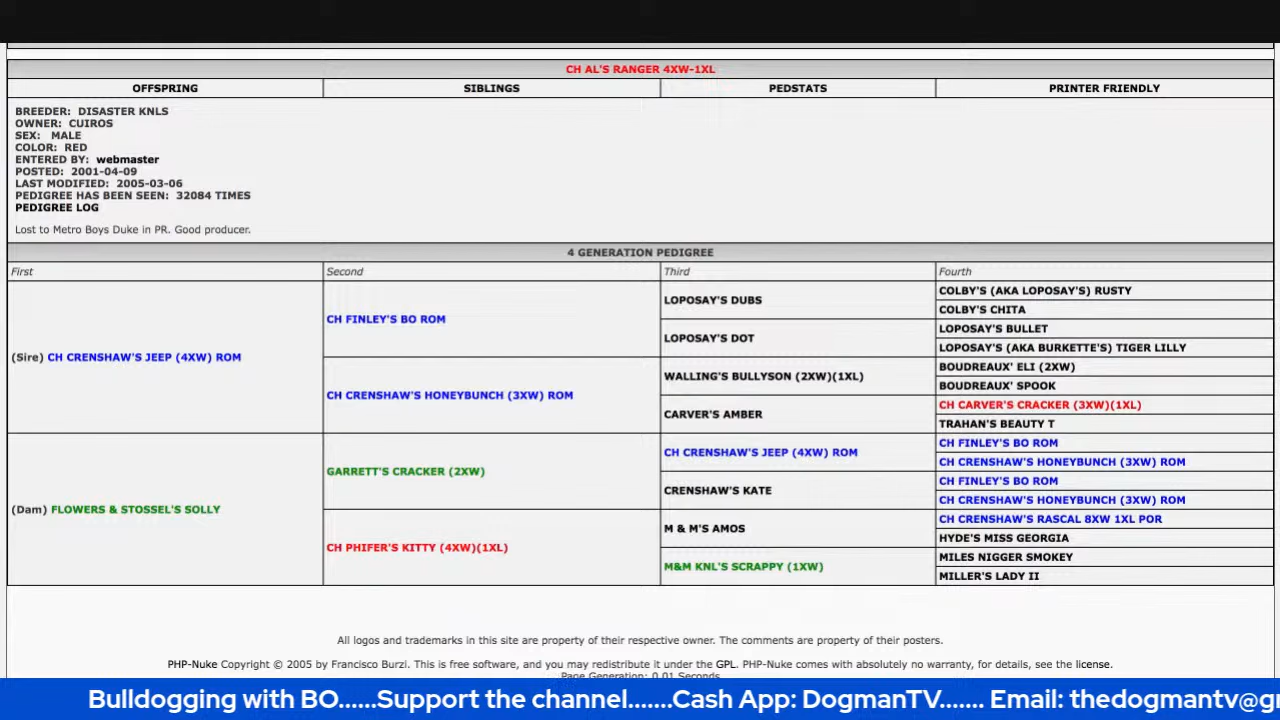 CH AL'S RANGER 4XW-1XL
OFFSPRING SIBLINGS PEDSTATS PRINTER FRIENDLY
BREEDER: DISASTER KNLS
OWNER: CUIROS
SEX: MALE
COLOR: RED
ENTERED BY: webmaster
POSTED: 2001-04-09
LAST MODIFIED: 2005-03-06
PEDIGREE HAS BEEN SEEN: 32084 TIMES
PEDIGREE LOG
Lost to Metro Boys Duke in PR. Good producer.
4 GENERATION PEDIGREE
First Second Third Fourth
(Sire) CH CRENSHAW'S JEEP (4XW) ROM
CH FINLEY'S BO ROM
CH CRENSHAW'S HONEYBUNCH (3XW) ROM
LOPOSAY'S DUBS
LOPOSAY'S DOT
WALLING'S BULLYSON (2XW)(1XL)
CARVER'S AMBER
COLBY'S (AKA LOPOSAY'S) RUSTY
COLBY'S CHITA
LOPOSAY'S BULLET
LOPOSAY'S (AKA BURKETTE'S) TIGER LILLY
BOUDREAUX' ELI (2XW)
BOUDREAUX' SPOOK
CH CARVER'S CRACKER (3XW)(1XL)
TRAHAN'S BEAUTY T
(Dam) FLOWERS & STOSSEL'S SOLLY
GARRETT'S CRACKER (2XW)
CH PHIFER'S KITTY (4XW)(1XL)
CH CRENSHAW'S JEEP (4XW) ROM
CRENSHAW'S KATE
M & M'S AMOS
M&M KNL'S SCRAPPY (1XW)
CH FINLEY'S BO ROM
CH CRENSHAW'S HONEYBUNCH (3XW) ROM
CH FINLEY'S BO ROM
CH CRENSHAW'S HONEYBUNCH (3XW) ROM
CH CRENSHAW'S RASCAL 8XW 1XL POR
HYDE'S MISS GEORGIA
MILES NIGGER SMOKEY
MILLER'S LADY II
All logos and trademarks in this site are property of their respective owner. The comments are property of their posters.
PHP-Nuke Copyright © 2005 by Francisco Burzi. This is free software, and you may redistribute it under the GPL. PHP-Nuke comes with absolutely no warranty, for details, see the license.
Page Generation: 0.01 Seconds
Bulldogging with BO......Support the channel.......Cash App: DogmanTV....... Email: thedogmantv@g